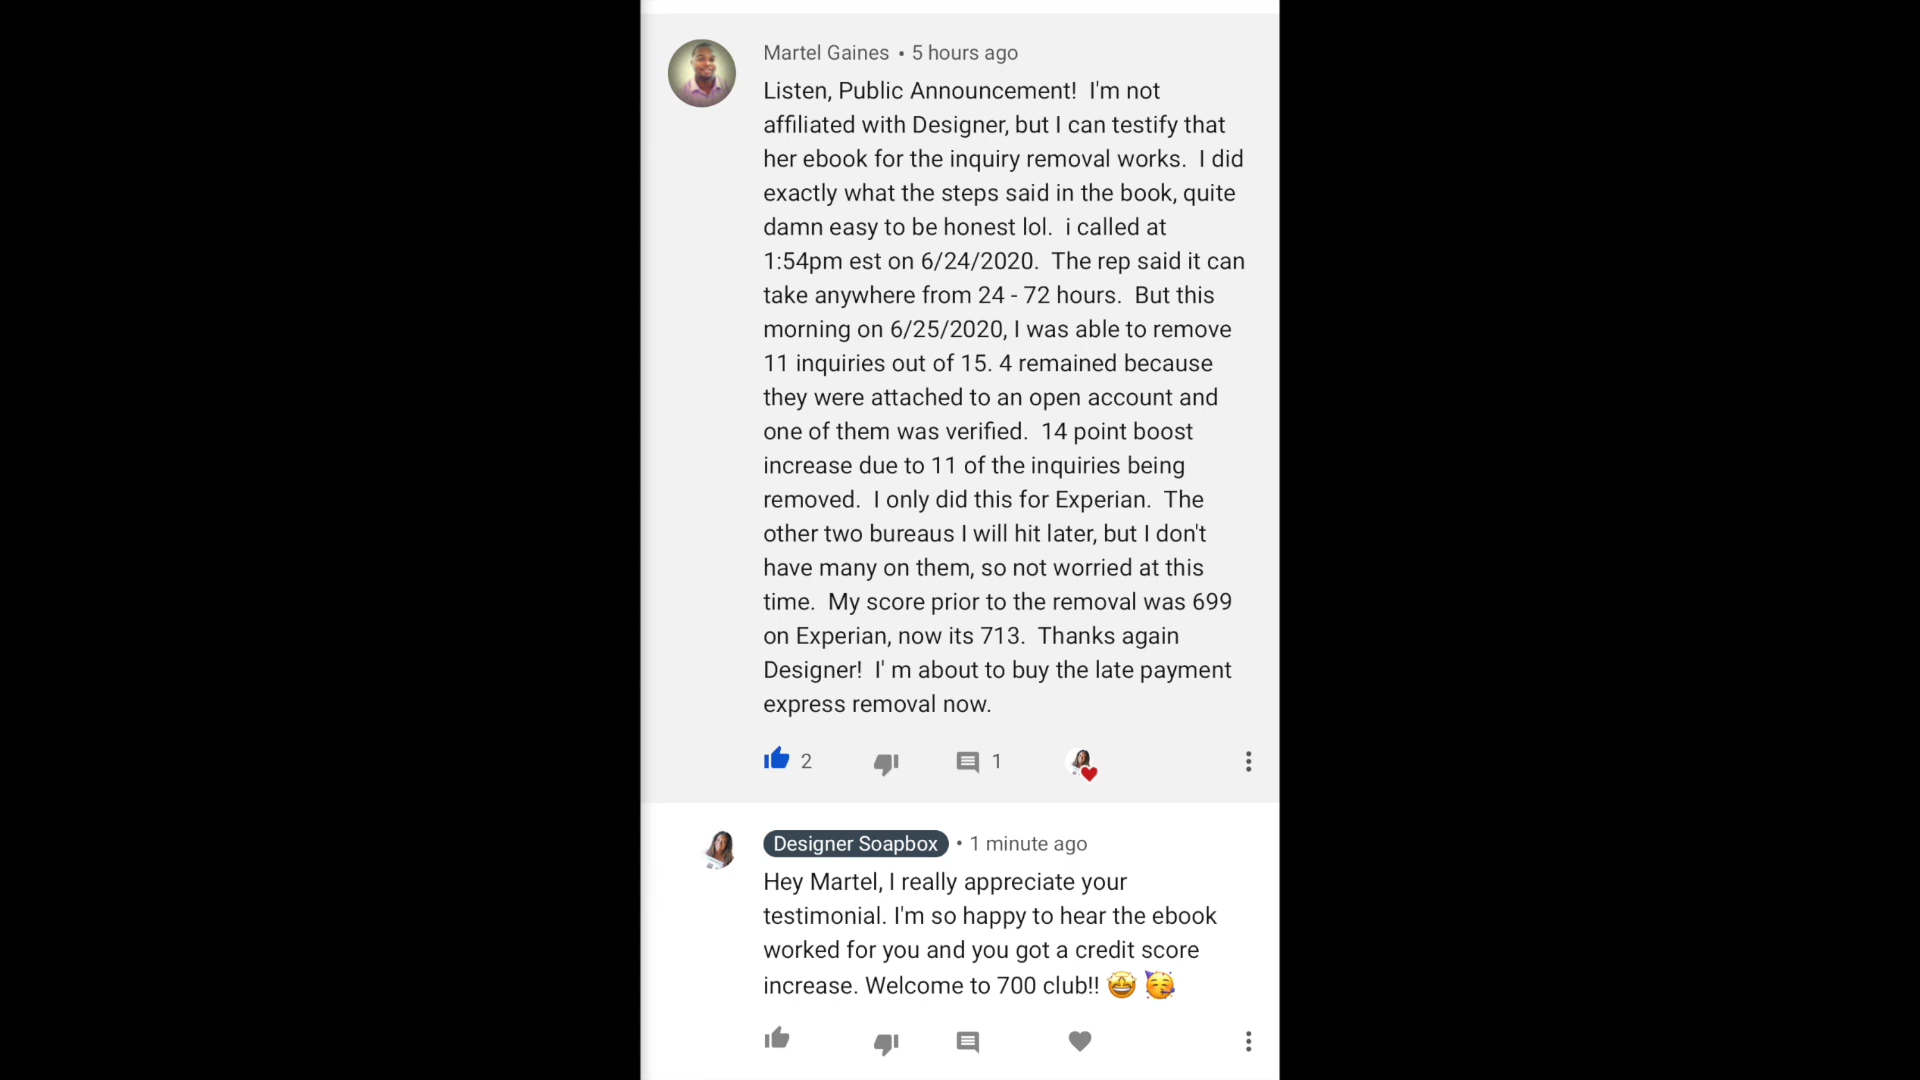 Martel Gaines • 5 hours ago
Listen, Public Announcement!  I'm not
affiliated with Designer, but I can testify that
her ebook for the inquiry removal works.  I did
exactly what the steps said in the book, quite
damn easy to be honest lol.  i called at
1:54pm est on 6/24/2020.  The rep said it can
take anywhere from 24 - 72 hours.  But this
morning on 6/25/2020, I was able to remove
11 inquiries out of 15. 4 remained because
they were attached to an open account and
one of them was verified.  14 point boost
increase due to 11 of the inquiries being
removed.  I only did this for Experian.  The
other two bureaus I will hit later, but I don't
have many on them, so not worried at this
time.  My score prior to the removal was 699
on Experian, now its 713.  Thanks again
Designer!  I' m about to buy the late payment
express removal now.
2 1
Designer Soapbox • 1 minute ago
Hey Martel, I really appreciate your
testimonial. I'm so happy to hear the ebook
worked for you and you got a credit score
increase. Welcome to 700 club!! 🤩 🥳